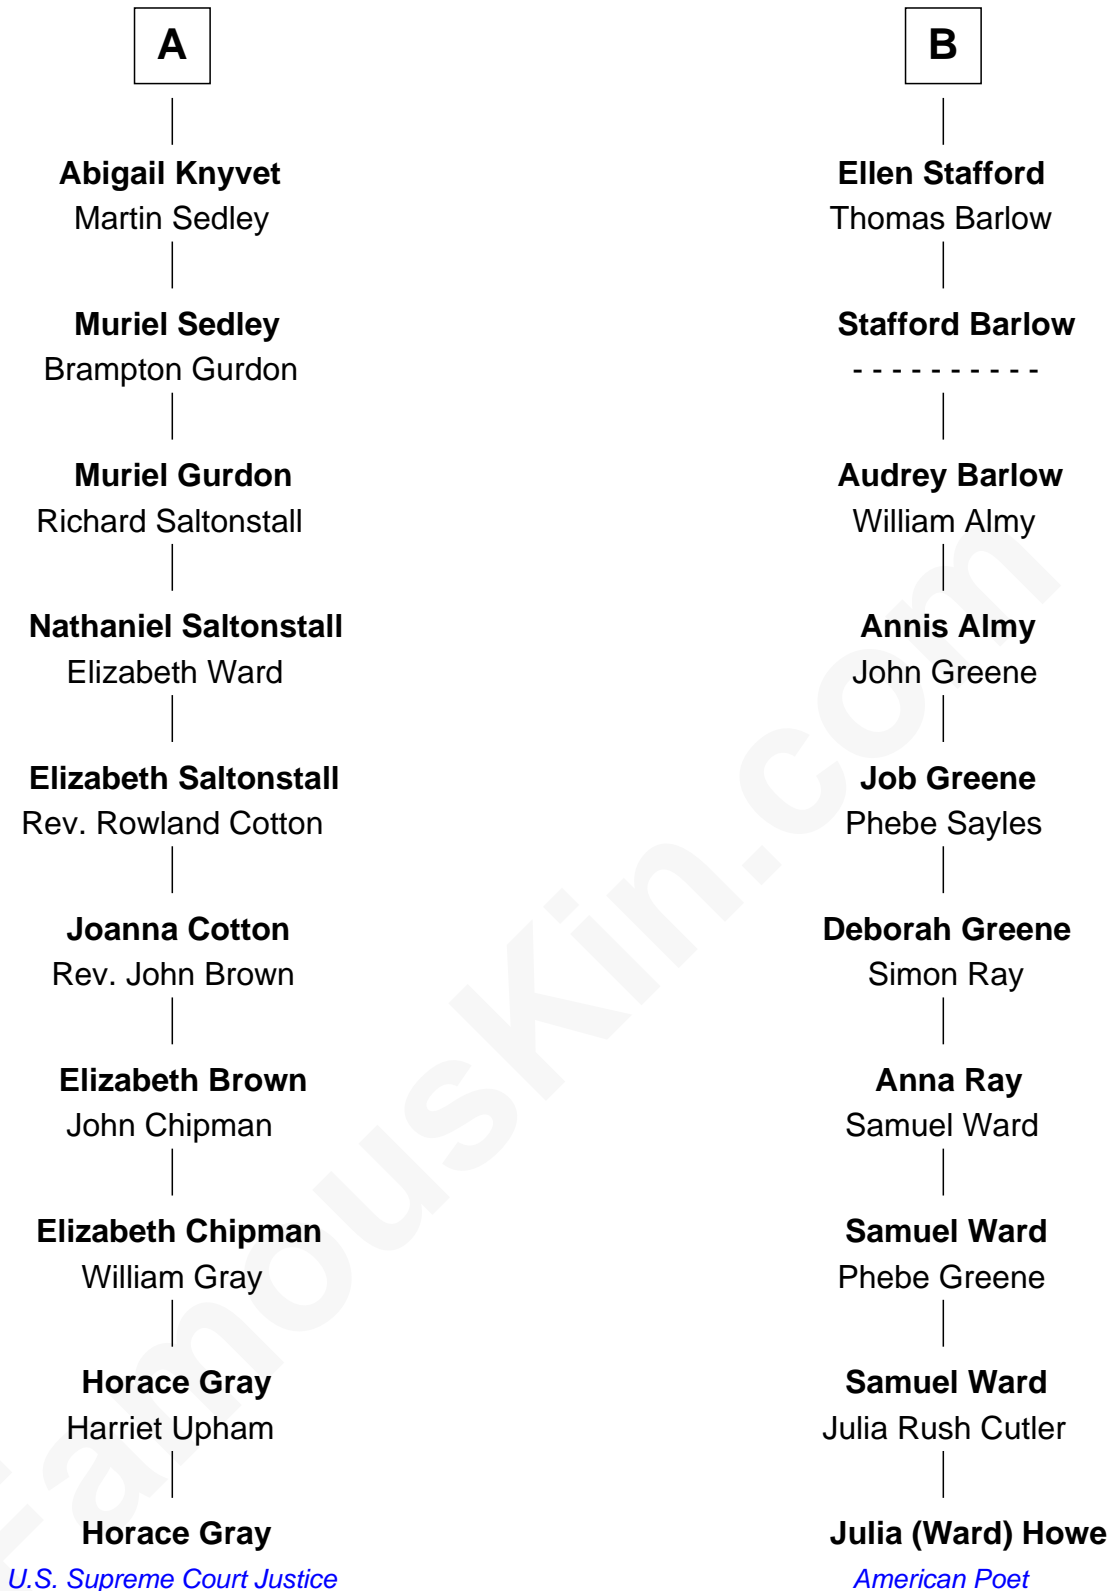 A
Abigail Knyvet
Martin Sedley
Muriel Sedley
Brampton Gurdon
Muriel Gurdon
Richard Saltonstall
Nathaniel Saltonstall
Elizabeth Ward
Elizabeth Saltonstall
Rev. Rowland Cotton
Joanna Cotton
Rev. John Brown
Elizabeth Brown
John Chipman
Elizabeth Chipman
William Gray
Horace Gray
Harriet Upham
Horace Gray
U.S. Supreme Court Justice
B
Ellen Stafford
Thomas Barlow
Stafford Barlow
- - - - - - - - - -
Audrey Barlow
William Almy
Annis Almy
John Greene
Job Greene
Phebe Sayles
Deborah Greene
Simon Ray
Anna Ray
Samuel Ward
Samuel Ward
Phebe Greene
Samuel Ward
Julia Rush Cutler
Julia (Ward) Howe
American Poet
FamousKin.com